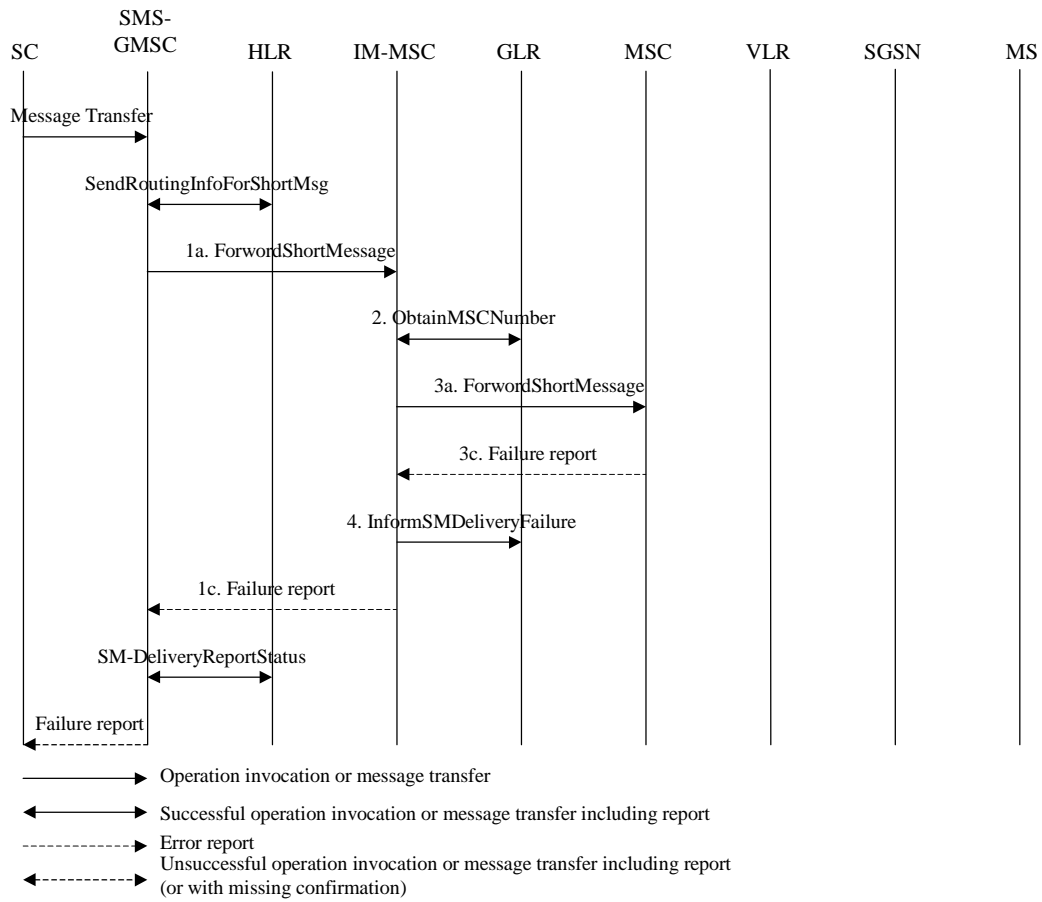 SMS-
GMSC
SC
HLR
IM-MSC
GLR
MSC
VLR
SGSN
MS
Message Transfer
SendRoutingInfoForShortMsg
1a. ForwordShortMessage
2. ObtainMSCNumber
3a. ForwordShortMessage
3c. Failure report
4. InformSMDeliveryFailure
1c. Failure report
SM-DeliveryReportStatus
Failure report
Operation invocation or message transfer
Successful operation invocation or message transfer including report
Error report
Unsuccessful operation invocation or message transfer including report
(or with missing confirmation)